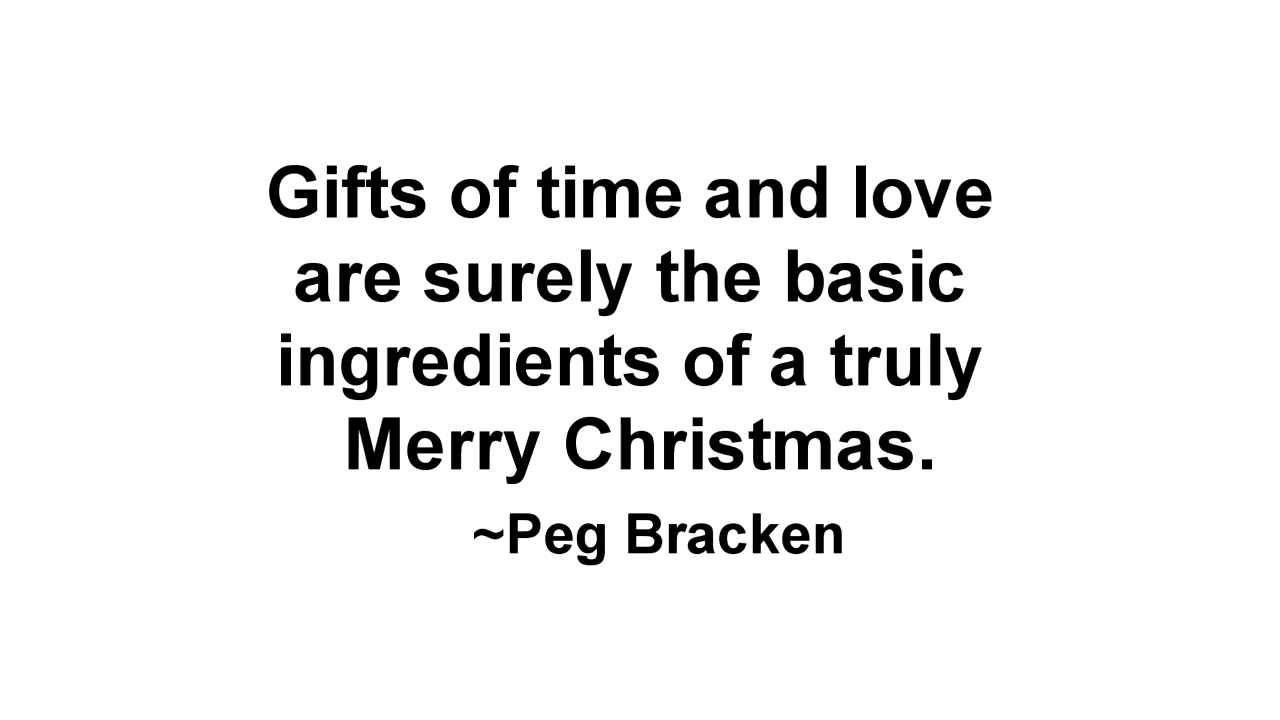 Gifts of time and love
are surely the basic
ingredients of a truly
Merry Christmas.
~Peg Bracken